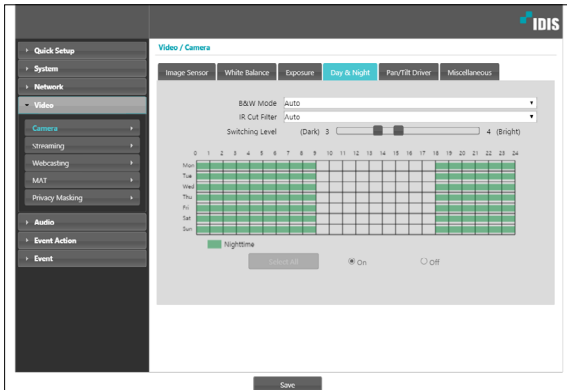 IDIS
Quick Setup
System
Network
Video
Camera
Streaming
Webcasting
MAT
Privacy Masking
Audio
Event Action
Event
Video / Camera
Image Sensor White Balance Exposure Day & Night Pan/Tilt Driver Miscellaneous
B&W Mode Auto
IR Cut Filter Auto
Switching Level (Dark) 3 4 (Bright)
0 1 2 3 4 5 6 7 8 9 10 11 12 13 14 15 16 17 18 19 20 21 22 23 24
Mon
Tue
Wed
Thu
Fri
Sat
Sun
Nighttime
Select All On Off
Save